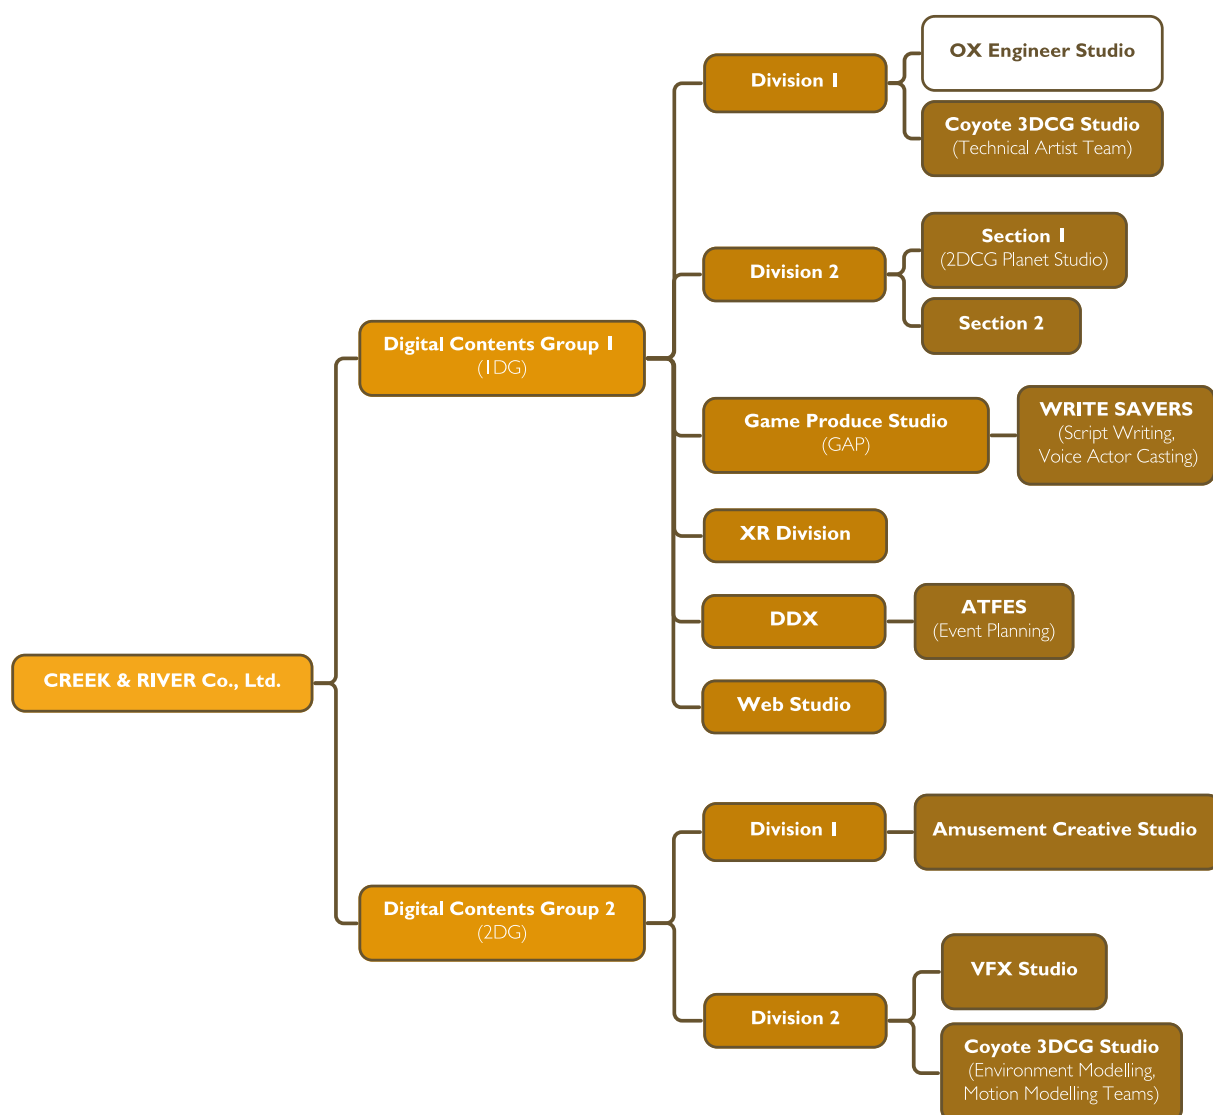 CREEK & RIVER Co., Ltd.
Digital Contents Group 1
(1DG)
Division 1
OX Engineer Studio
Coyote 3DCG Studio
(Technical Artist Team)
Division 2
Section 1
(2DCG Planet Studio)
Section 2
Game Produce Studio
(GAP)
WRITE SAVERS
(Script Writing,
Voice Actor Casting)
XR Division
DDX
ATFES
(Event Planning)
Web Studio
Digital Contents Group 2
(2DG)
Division 1
Amusement Creative Studio
Division 2
VFX Studio
Coyote 3DCG Studio
(Environment Modelling,
Motion Modelling Teams)